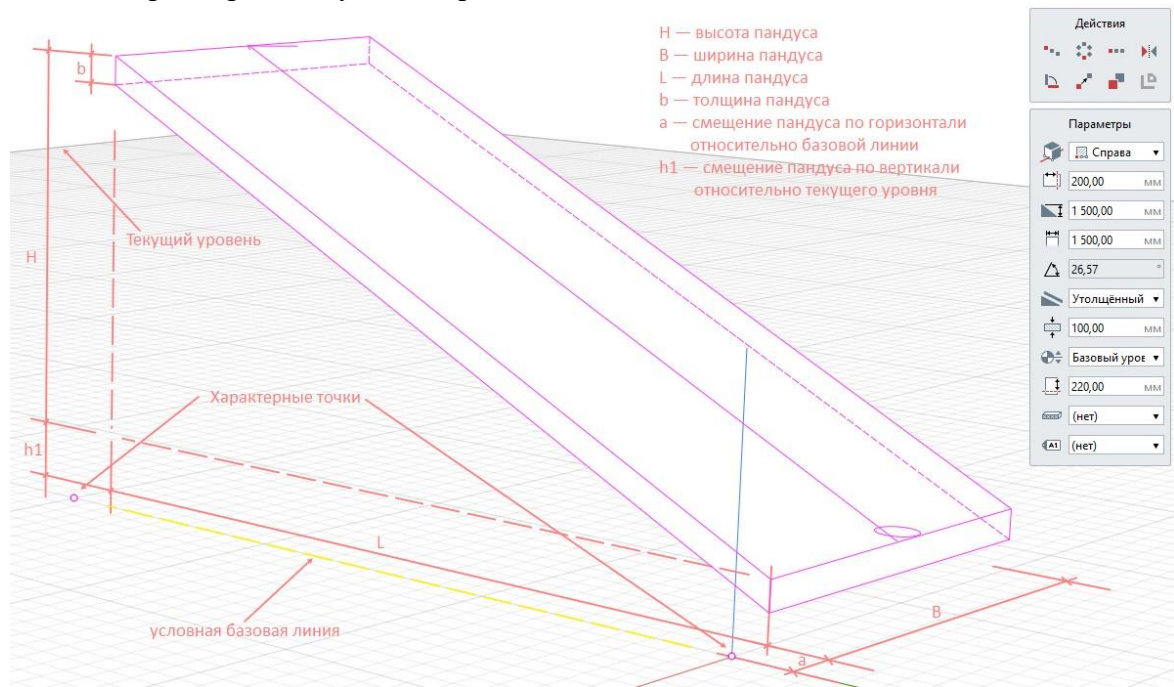 H — высота пандуса
B — ширина пандуса
L — длина пандуса
b — толщина пандуса
a — смещение пандуса по горизонтали
относительно базовой линии
h1 — смещение пандуса по вертикали
относительно текущего уровня
b
Текущий уровень
H
Характерные точки
h1
L
условная базовая линия
B
a
Действия
Параметры
Справа
200,00 мм
1 500,00 мм
1 500,00 мм
26,57 °
Утолщённый
100,00 мм
Базовый уров
220,00 мм
(нет)
A1 (нет)